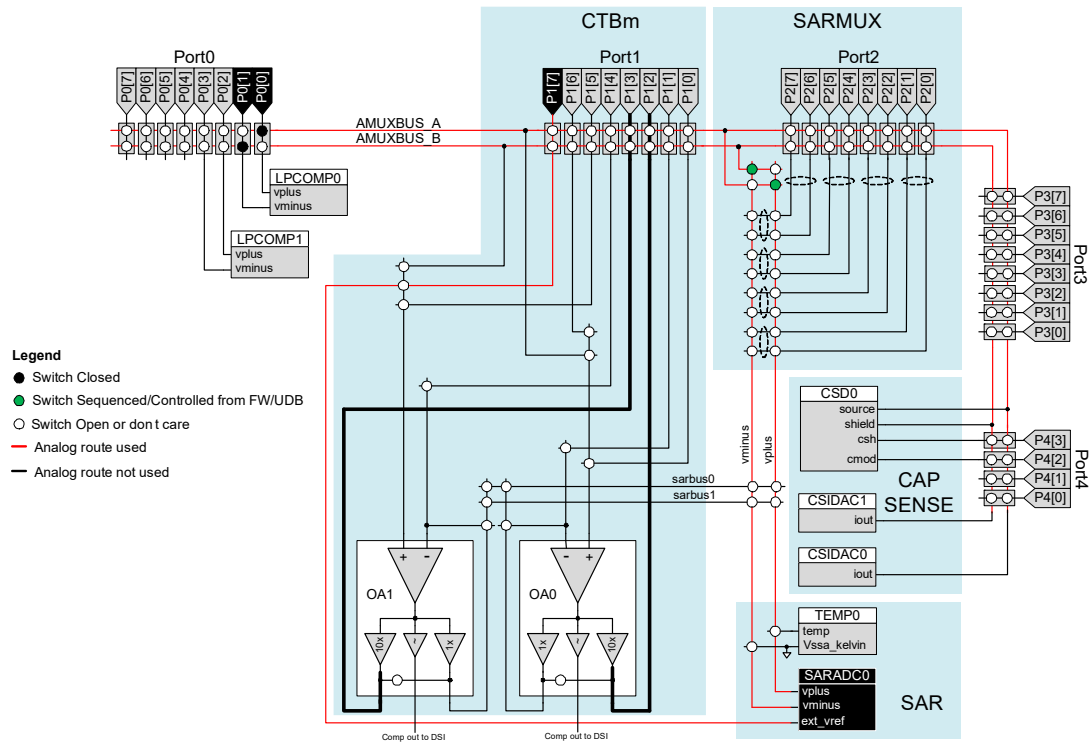 CTBm
SARMUX
Port0
Port1
Port2
P0[7]
P0[6]
P0[5]
P0[4]
P0[3]
P0[2]
P0[1]
P0[0]
P1[7]
P1[6]
P1[5]
P1[4]
P1[3]
P1[2]
P1[1]
P1[0]
P2[7]
P2[6]
P2[5]
P2[4]
P2[3]
P2[2]
P2[1]
P2[0]
AMUXBUS_A
AMUXBUS_B
LPCOMP0
vplus
vminus
LPCOMP1
vplus
vminus
P3[7]
P3[6]
P3[5]
P3[4]
P3[3]
P3[2]
P3[1]
P3[0]
Port3
Legend
Switch Closed
Switch Sequenced/Controlled from FW/UDB
Switch Open or don t care
Analog route used
Analog route not used
vminus
vplus
sarbus0
sarbus1
CSD0
source
shield
csh
cmod
CAP
SENSE
P4[3]
P4[2]
P4[1]
P4[0]
Port4
CSIDAC1
iout
CSIDAC0
iout
+
-
OA1
10x
~
1x
-
+
OA0
1x
~
10x
TEMP0
temp
Vssa_kelvin
SARADC0
vplus
vminus
ext_vref
SAR
Comp out to DSI
Comp out to DSI